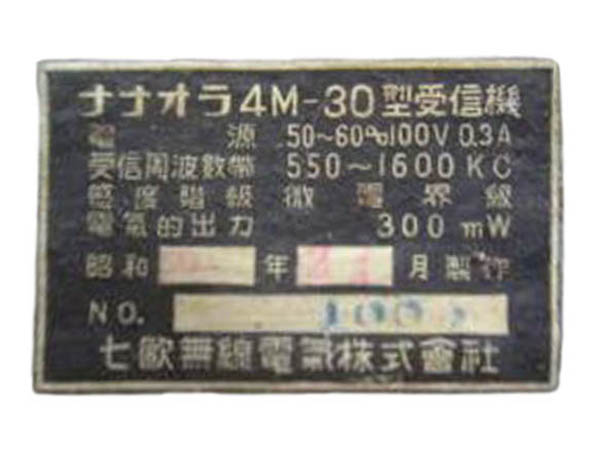 ナナオラ4M-30型受信機
電源 50~60%100V 0.3A
受信周波數帶 550~1600KC
感度階級 微電界級
電氣的出力 300mW
昭和 年 月製作
NO. 100
七歐無線電氣株式會社